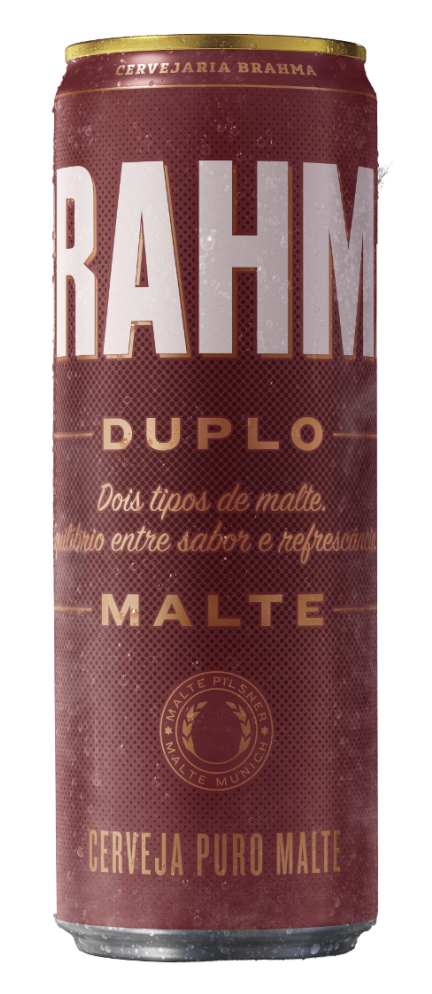 CERVEJARIA BRAHMA
RAHM
DUPLO
Dois tipos de malte.
entre sabor e
MALTE
MALTE PILSNER
MALTE MUNICH
CERVEJA PURO MALTE